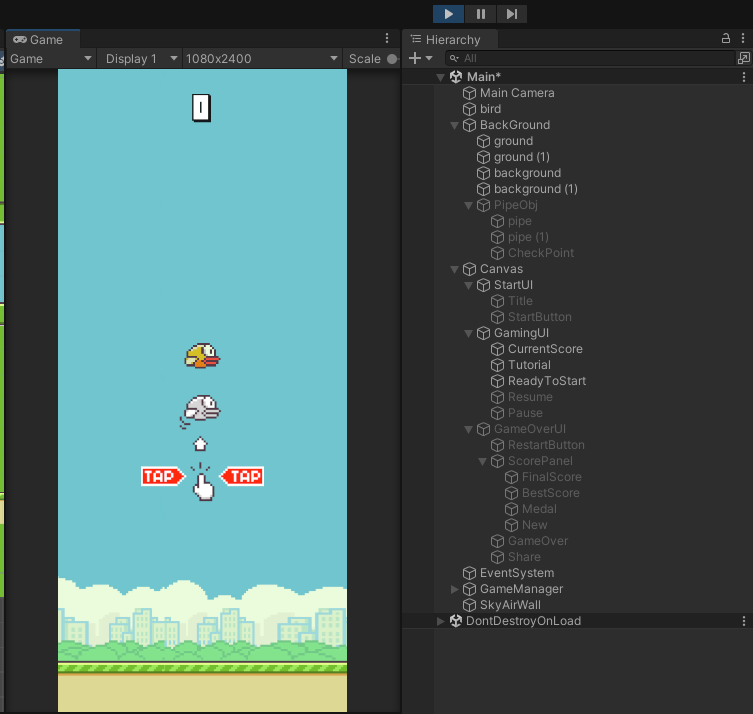 Game
Game Display 1 1080x2400 Scale
TAP TAP
Hierarchy
All
Main*
Main Camera
bird
BackGround
ground
ground (1)
background
background (1)
PipeObj
pipe
pipe (1)
CheckPoint
Canvas
StartUI
Title
StartButton
GamingUI
CurrentScore
Tutorial
ReadyToStart
Resume
Pause
GameOverUI
RestartButton
ScorePanel
FinalScore
BestScore
Medal
New
GameOver
Share
EventSystem
GameManager
SkyAirWall
DontDestroyOnLoad